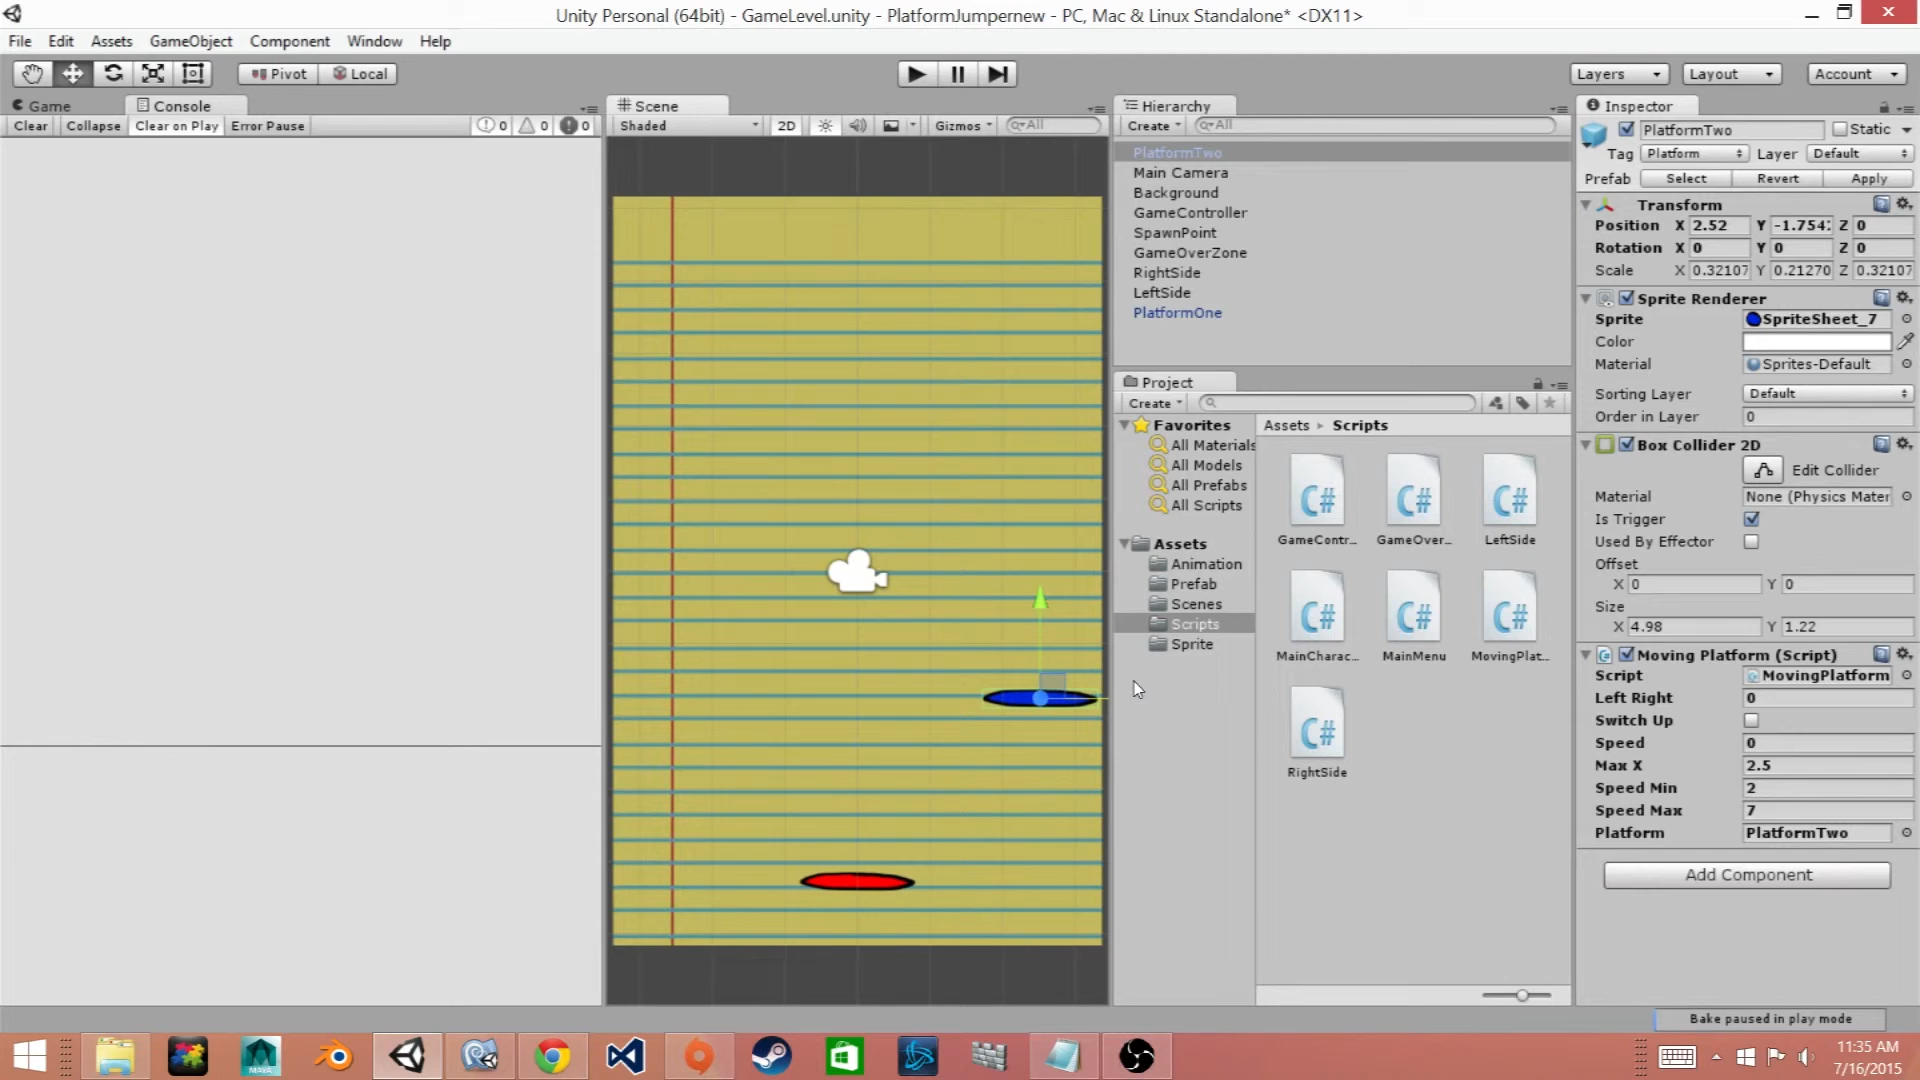 Unity Personal (64bit) - GameLevel.unity - PlatformJumpernew - PC, Mac & Linux Standalone* <DX11>
File Edit Assets GameObject Component Window Help
Pivot Local Layers Layout Account
Game Console
Clear Collapse Clear on Play Error Pause 0 0 0
Scene
Shaded 2D Gizmos All
Hierarchy
Create All
PlatformTwo
Main Camera
Background
GameController
SpawnPoint
GameOverZone
RightSide
LeftSide
PlatformOne
Project
Create
Favorites
All Materials
All Models
All Prefabs
All Scripts
Assets
Animation
Prefab
Scenes
Scripts
Sprite
Assets Scripts
C# C# C#
GameContr... GameOver... LeftSide
C# C# C#
MainCharac... MainMenu MovingPlat...
C#
RightSide
Inspector
PlatformTwo Static
Tag Platform Layer Default
Prefab Select Revert Apply
Transform
Position X 2.52 Y -1.754 Z 0
Rotation X 0 Y 0 Z 0
Scale X 0.32107 Y 0.21270 Z 0.32107
Sprite Renderer
Sprite SpriteSheet_7
Color
Material Sprites-Default
Sorting Layer Default
Order in Layer 0
Box Collider 2D
Edit Collider
Material None (Physics Mater
Is Trigger
Used By Effector
Offset
X 0 Y 0
Size
X 4.98 Y 1.22
Moving Platform (Script)
Script MovingPlatform
Left Right 0
Switch Up
Speed 0
Max X 2.5
Speed Min 2
Speed Max 7
Platform PlatformTwo
Add Component
Bake paused in play mode
MAYA
11:35 AM
7/16/2015